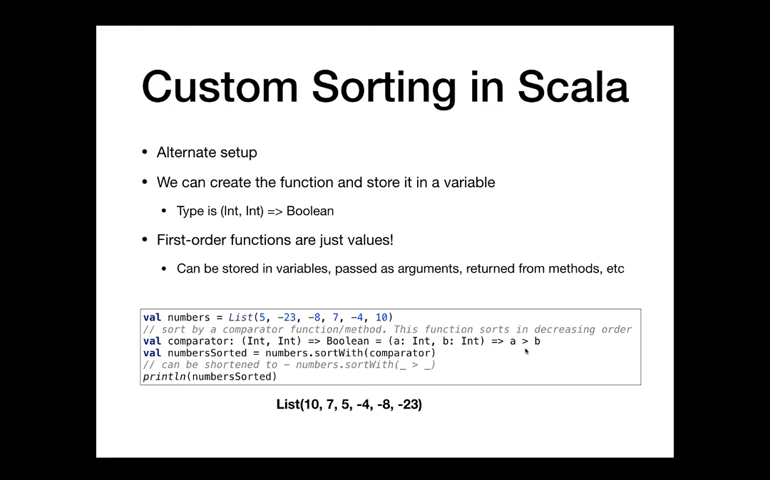 Custom Sorting in Scala
• Alternate setup
• We can create the function and store it in a variable
• Type is (Int, Int) => Boolean
• First-order functions are just values!
• Can be stored in variables, passed as arguments, returned from methods, etc
val numbers = List(5, -23, -8, 7, -4, 10)
// sort by a comparator function/method. This function sorts in decreasing order
val comparator: (Int, Int) => Boolean = (a: Int, b: Int) => a > b
val numbersSorted = numbers.sortWith(comparator)
// can be shortened to - numbers.sortWith(_ > _)
println(numbersSorted)
List(10, 7, 5, -4, -8, -23)